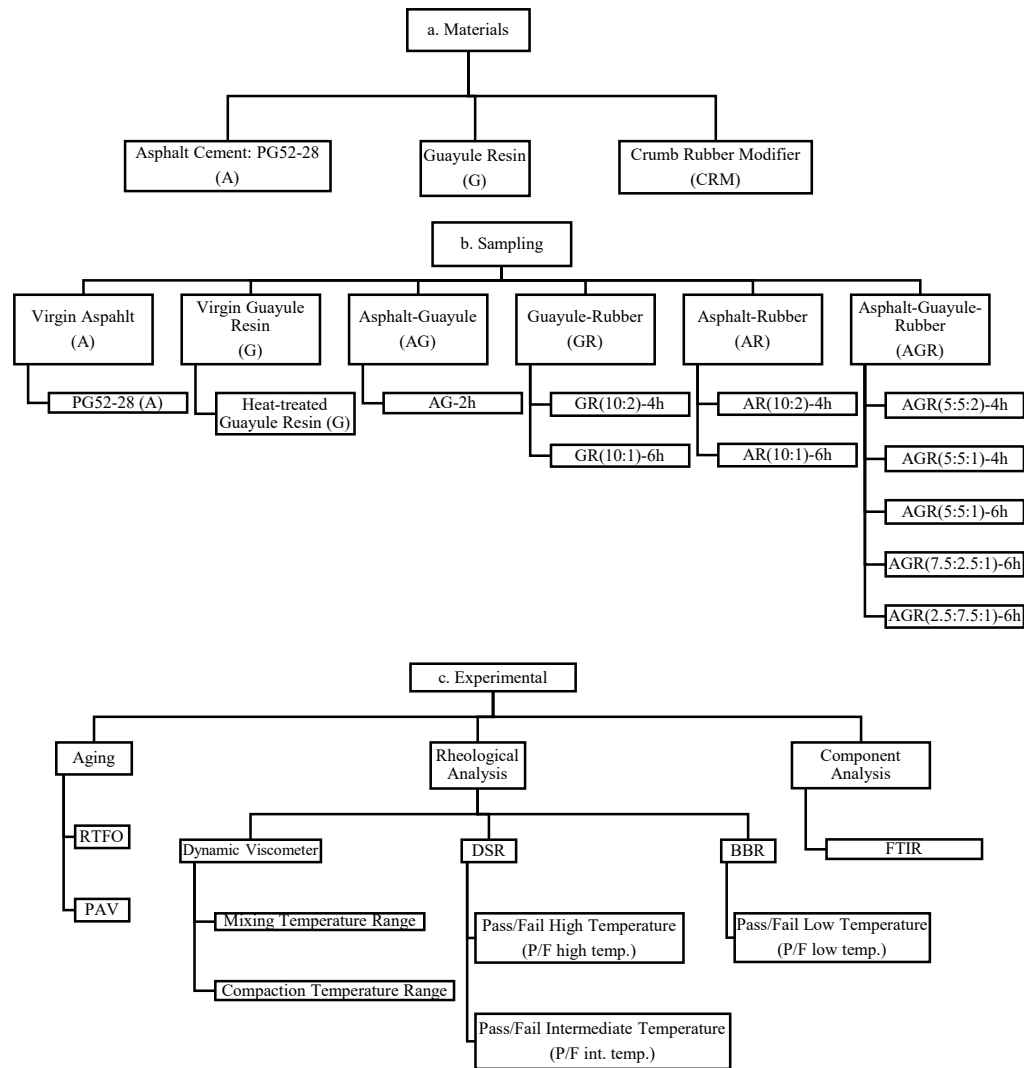 a. Materials
Asphalt Cement: PG52-28
(A)
Guayule Resin
(G)
Crumb Rubber Modifier
(CRM)
b. Sampling
Virgin Aspahlt
(A)
Virgin Guayule
Resin
(G)
Asphalt-Guayule
(AG)
Guayule-Rubber
(GR)
Asphalt-Rubber
(AR)
Asphalt-Guayule-
Rubber
(AGR)
PG52-28 (A)
Heat-treated
Guayule Resin (G)
AG-2h
GR(10:2)-4h
GR(10:1)-6h
AR(10:2)-4h
AR(10:1)-6h
AGR(5:5:2)-4h
AGR(5:5:1)-4h
AGR(5:5:1)-6h
AGR(7.5:2.5:1)-6h
AGR(2.5:7.5:1)-6h
c. Experimental
Aging
RTFO
PAV
Rheological
Analysis
Dynamic Viscometer
Mixing Temperature Range
Compaction Temperature Range
DSR
Pass/Fail High Temperature
(P/F high temp.)
Pass/Fail Intermediate Temperature
(P/F int. temp.)
BBR
Pass/Fail Low Temperature
(P/F low temp.)
Component
Analysis
FTIR